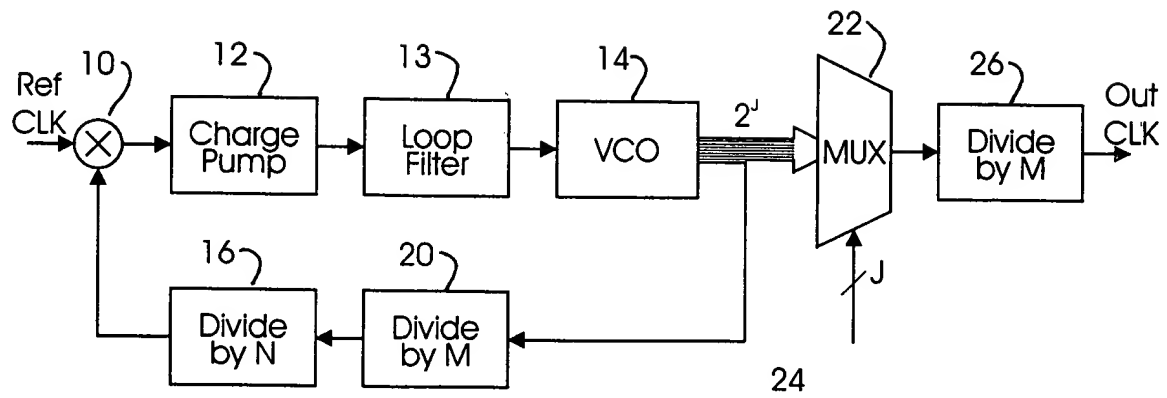 10
12
13
14
22
26
Ref
CLK
Charge
Pump
Loop
Filter
VCO
2^J
MUX
Divide
by M
Out
CLK
16
20
J
Divide
by N
Divide
by M
24